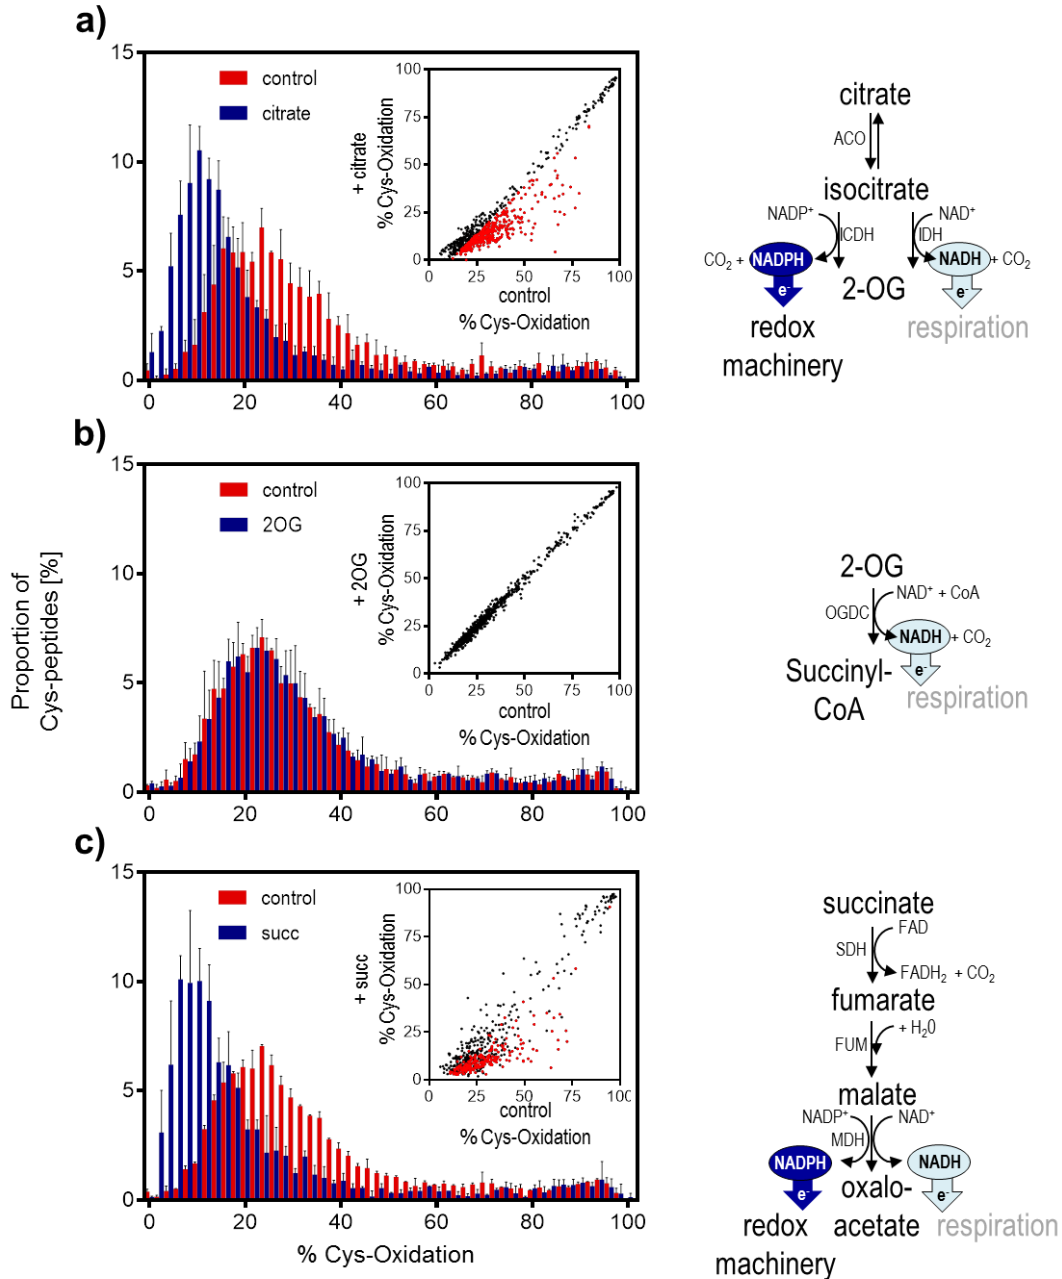 a)
15
10
5
0
0 20 40 60 80 100
control
citrate
100
75
50
25
0
0 25 50 75 100
+ citrate
% Cys-Oxidation
control
% Cys-Oxidation
citrate
ACO
isocitrate
NADP⁺ NAD⁺
ICDH IDH
CO₂ + NADPH NADH + CO₂
e⁻ 2-OG e⁻
redox respiration
machinery
b)
15
10
5
0
0 20 40 60 80 100
Proportion of
Cys-peptides [%]
control
2OG
100
75
50
25
0
0 25 50 75 100
+ 2OG
% Cys-Oxidation
control
% Cys-Oxidation
2-OG
NAD⁺ + CoA
OGDC
NADH + CO₂
e⁻
Succinyl-
CoA
respiration
c)
15
10
5
0
0 20 40 60 80 100
% Cys-Oxidation
control
succ
100
75
50
25
0
0 25 50 75 100
+ succ
% Cys-Oxidation
control
% Cys-Oxidation
succinate
FAD
SDH
FADH₂ + CO₂
fumarate
+ H₂0
FUM
malate
NADP⁺ NAD⁺
MDH
NADPH NADH
e⁻ oxalo- e⁻
redox acetate respiration
machinery